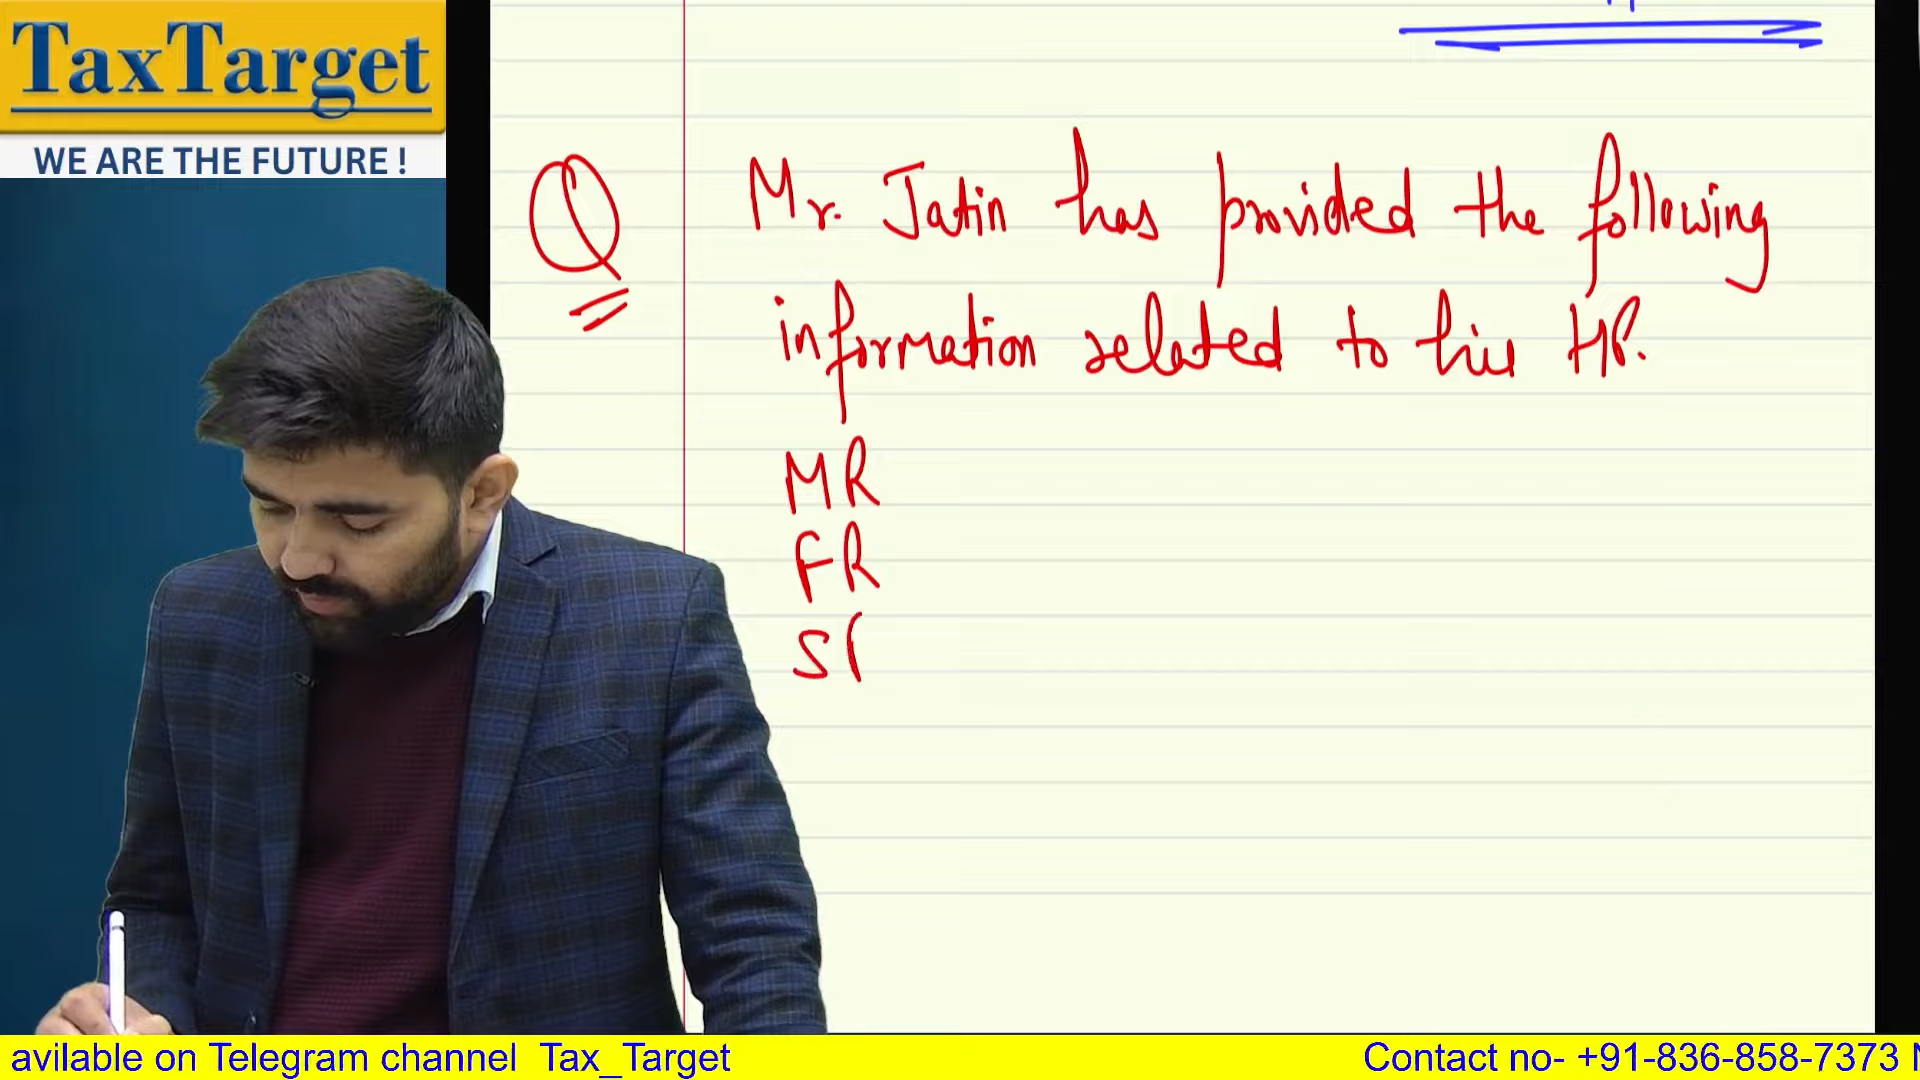 TaxTarget
WE ARE THE FUTURE !
Q Mr. Jatin has provided the following
information related to his HP.
MR
FR
S
avilable on Telegram channel Tax_Target
Contact no- +91-836-858-7373